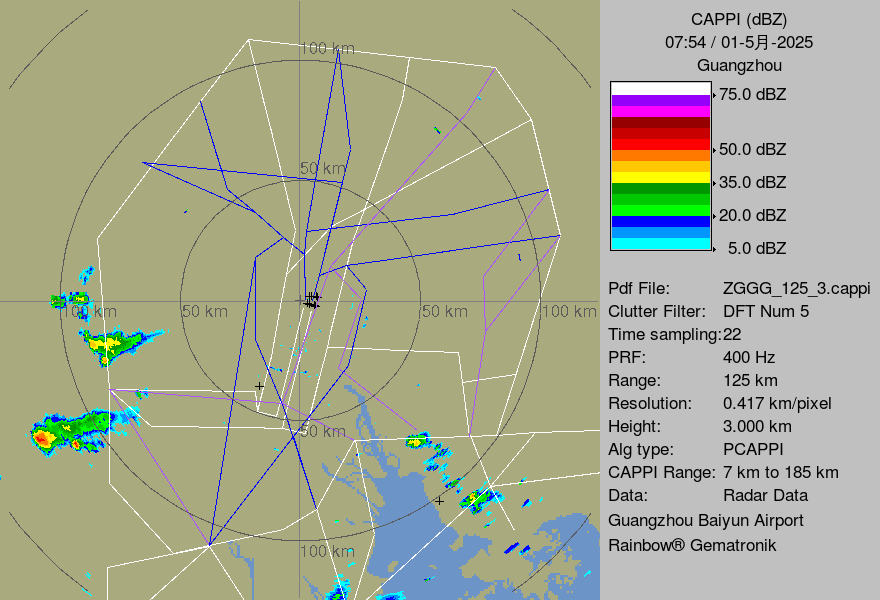 CAPPI (dBZ)
07:54 / 01-5月-2025
Guangzhou
75.0 dBZ
50.0 dBZ
35.0 dBZ
20.0 dBZ
5.0 dBZ
Pdf File: ZGGG_125_3.cappi
Clutter Filter: DFT Num 5
Time sampling:22
PRF: 400 Hz
Range: 125 km
Resolution: 0.417 km/pixel
Height: 3.000 km
Alg type: PCAPPI
CAPPI Range: 7 km to 185 km
Data: Radar Data
Guangzhou Baiyun Airport
Rainbow® Gematronik
100 km
50 km
100 km
50 km
50 km
100 km
50 km
100 km